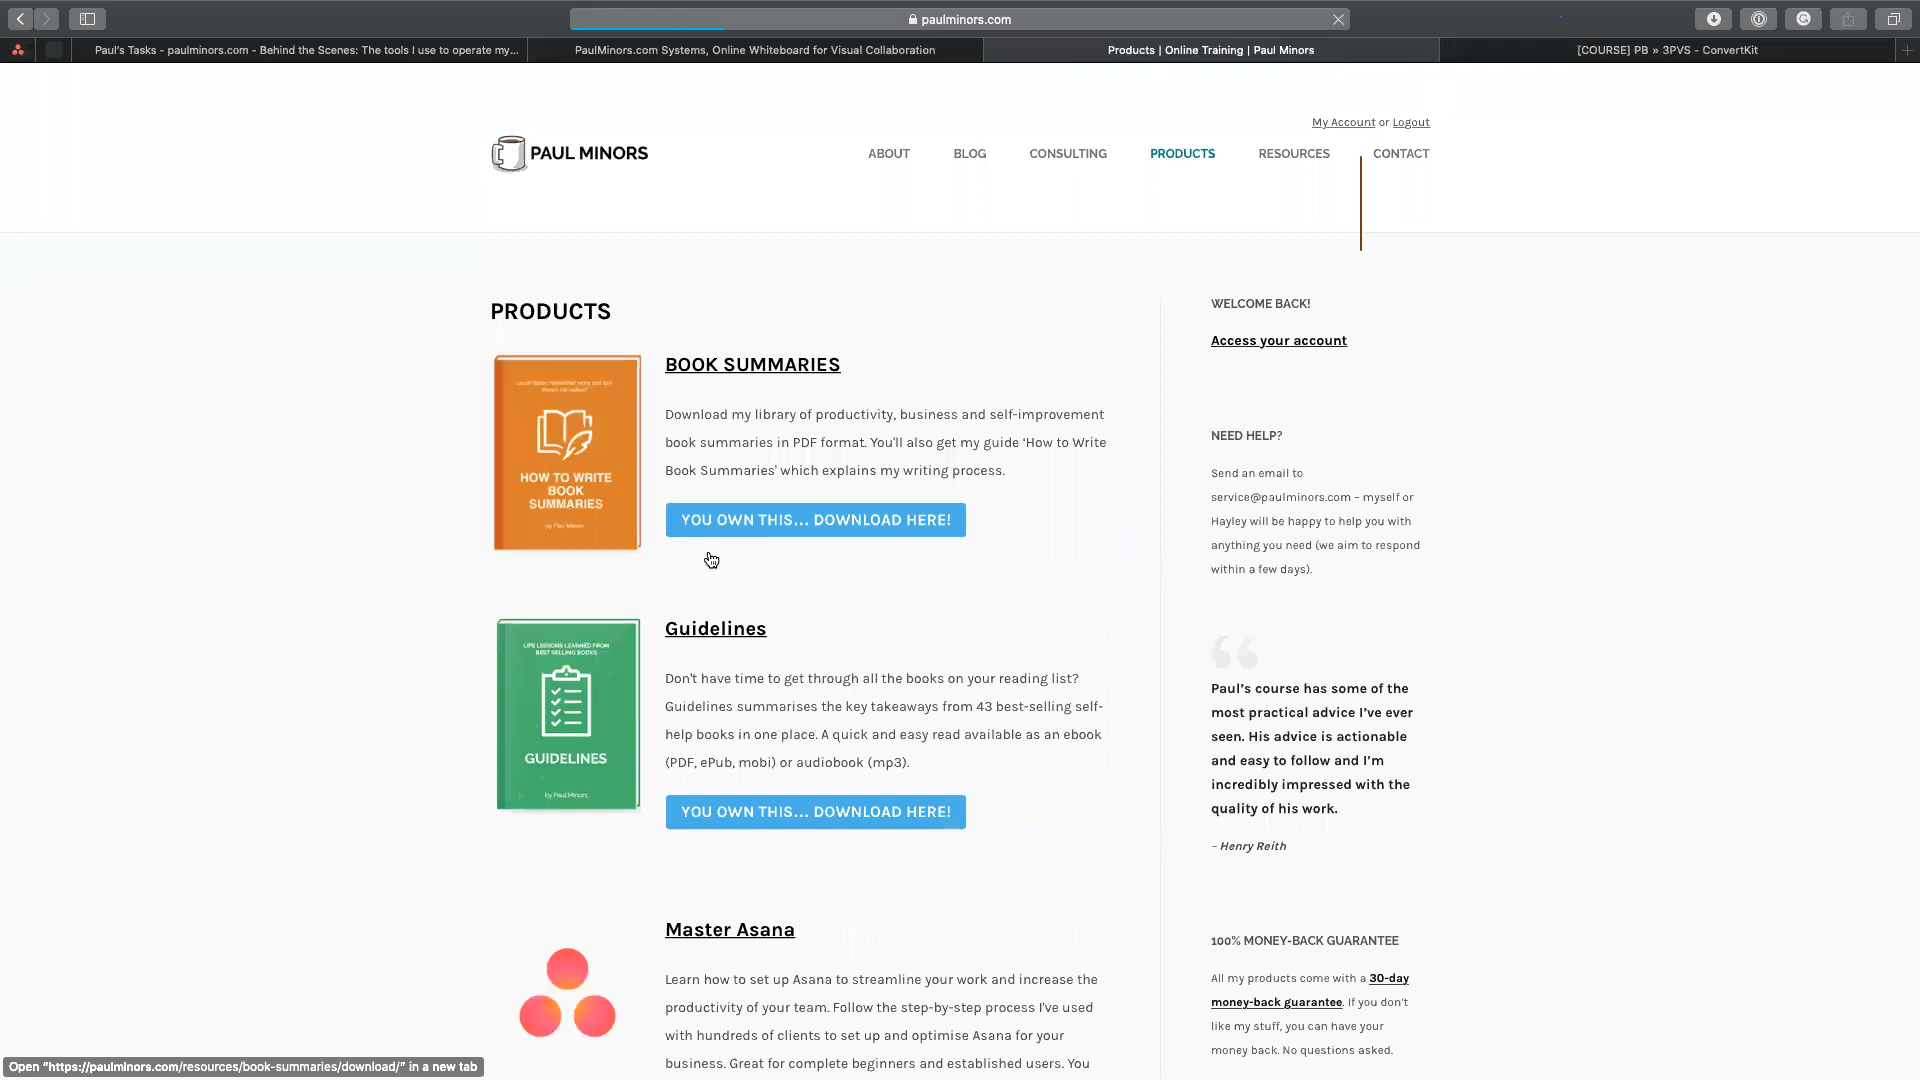 paulminors.com
Paul's Tasks - paulminors.com - Behind the Scenes: The tools I use to operate my...
PaulMinors.com Systems, Online Whiteboard for Visual Collaboration
Products | Online Training | Paul Minors
[COURSE] PB » 3PVS - ConvertKit
My Account or Logout
PAUL MINORS
ABOUT
BLOG
CONSULTING
PRODUCTS
RESOURCES
CONTACT
PRODUCTS
HOW TO WRITE
BOOK
SUMMARIES
by Paul Minors
BOOK SUMMARIES
Download my library of productivity, business and self-improvement
book summaries in PDF format. You'll also get my guide ‘How to Write
Book Summaries' which explains my writing process.
YOU OWN THIS... DOWNLOAD HERE!
LIFE LESSONS LEARNED FROM
BEST SELLING BOOKS
GUIDELINES
by Paul Minors
Guidelines
Don't have time to get through all the books on your reading list?
Guidelines summarises the key takeaways from 43 best-selling self-
help books in one place. A quick and easy read available as an ebook
(PDF, ePub, mobi) or audiobook (mp3).
YOU OWN THIS... DOWNLOAD HERE!
Master Asana
Learn how to set up Asana to streamline your work and increase the
productivity of your team. Follow the step-by-step process I've used
with hundreds of clients to set up and optimise Asana for your
business. Great for complete beginners and established users. You
WELCOME BACK!
Access your account
NEED HELP?
Send an email to
service@paulminors.com – myself or
Hayley will be happy to help you with
anything you need (we aim to respond
within a few days).
Paul’s course has some of the
most practical advice I’ve ever
seen. His advice is actionable
and easy to follow and I’m
incredibly impressed with the
quality of his work.
– Henry Reith
100% MONEY-BACK GUARANTEE
All my products come with a 30-day
money-back guarantee. If you don’t
like my stuff, you can have your
money back. No questions asked.
Open “https://paulminors.com/resources/book-summaries/download/” in a new tab